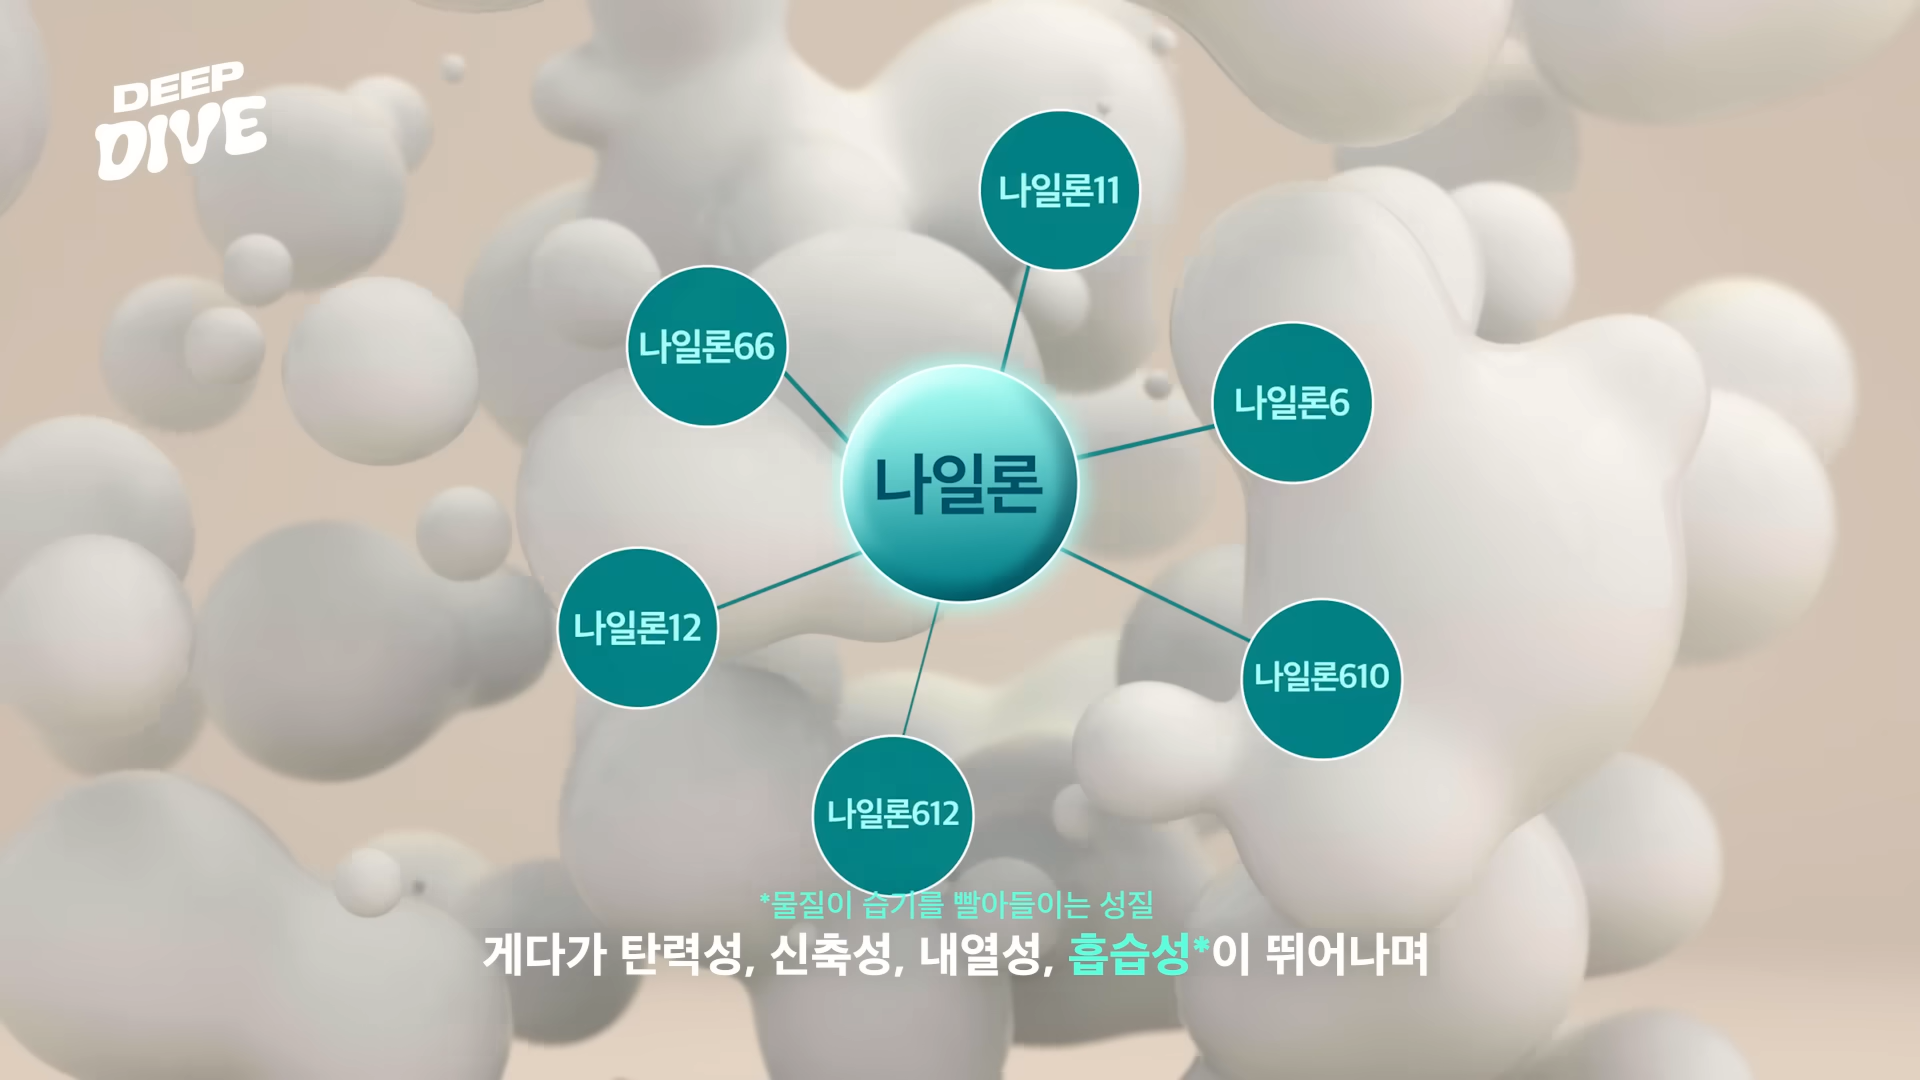 DEEP
DIVE
나일론11
나일론66
나일론6
나일론
나일론12
나일론610
나일론612
*물질이 습기를 빨아들이는 성질
게다가 탄력성, 신축성, 내열성, 흡습성*이 뛰어나며